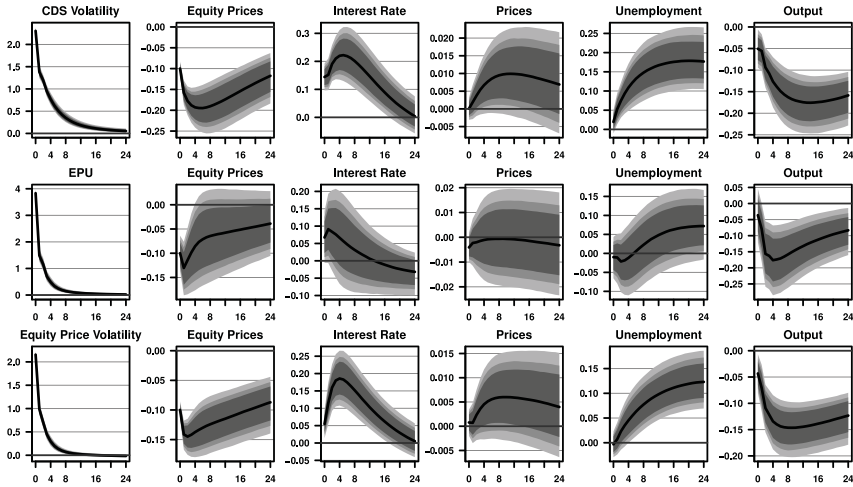 CDS Volatility Equity Prices Interest Rate Prices Unemployment Output
2.0 1.5 1.0 0.5 0.0
0.00 −0.05 −0.10 −0.15 −0.20 −0.25
0.3 0.2 0.1 0.0
0.020 0.015 0.010 0.005 0.000 −0.005
0.25 0.20 0.15 0.10 0.05 0.00
0.00 −0.05 −0.10 −0.15 −0.20 −0.25
0 4 8 16 24 0 4 8 16 24 0 4 8 16 24 0 4 8 16 24 0 4 8 16 24 0 4 8 16 24
EPU Equity Prices Interest Rate Prices Unemployment Output
4 3 2 1 0
0.00 −0.05 −0.10 −0.15
0.20 0.15 0.10 0.05 0.00 −0.05 −0.10
0.02 0.01 0.00 −0.01 −0.02
0.15 0.10 0.05 0.00 −0.05 −0.10
0.05 0.00 −0.05 −0.10 −0.15 −0.20 −0.25
0 4 8 16 24 0 4 8 16 24 0 4 8 16 24 0 4 8 16 24 0 4 8 16 24 0 4 8 16 24
Equity Price Volatility Equity Prices Interest Rate Prices Unemployment Output
2.0 1.5 1.0 0.5 0.0
0.00 −0.05 −0.10 −0.15
0.25 0.20 0.15 0.10 0.05 0.00 −0.05
0.015 0.010 0.005 0.000 −0.005
0.15 0.10 0.05 0.00
0.00 −0.05 −0.10 −0.15 −0.20
0 4 8 16 24 0 4 8 16 24 0 4 8 16 24 0 4 8 16 24 0 4 8 16 24 0 4 8 16 24